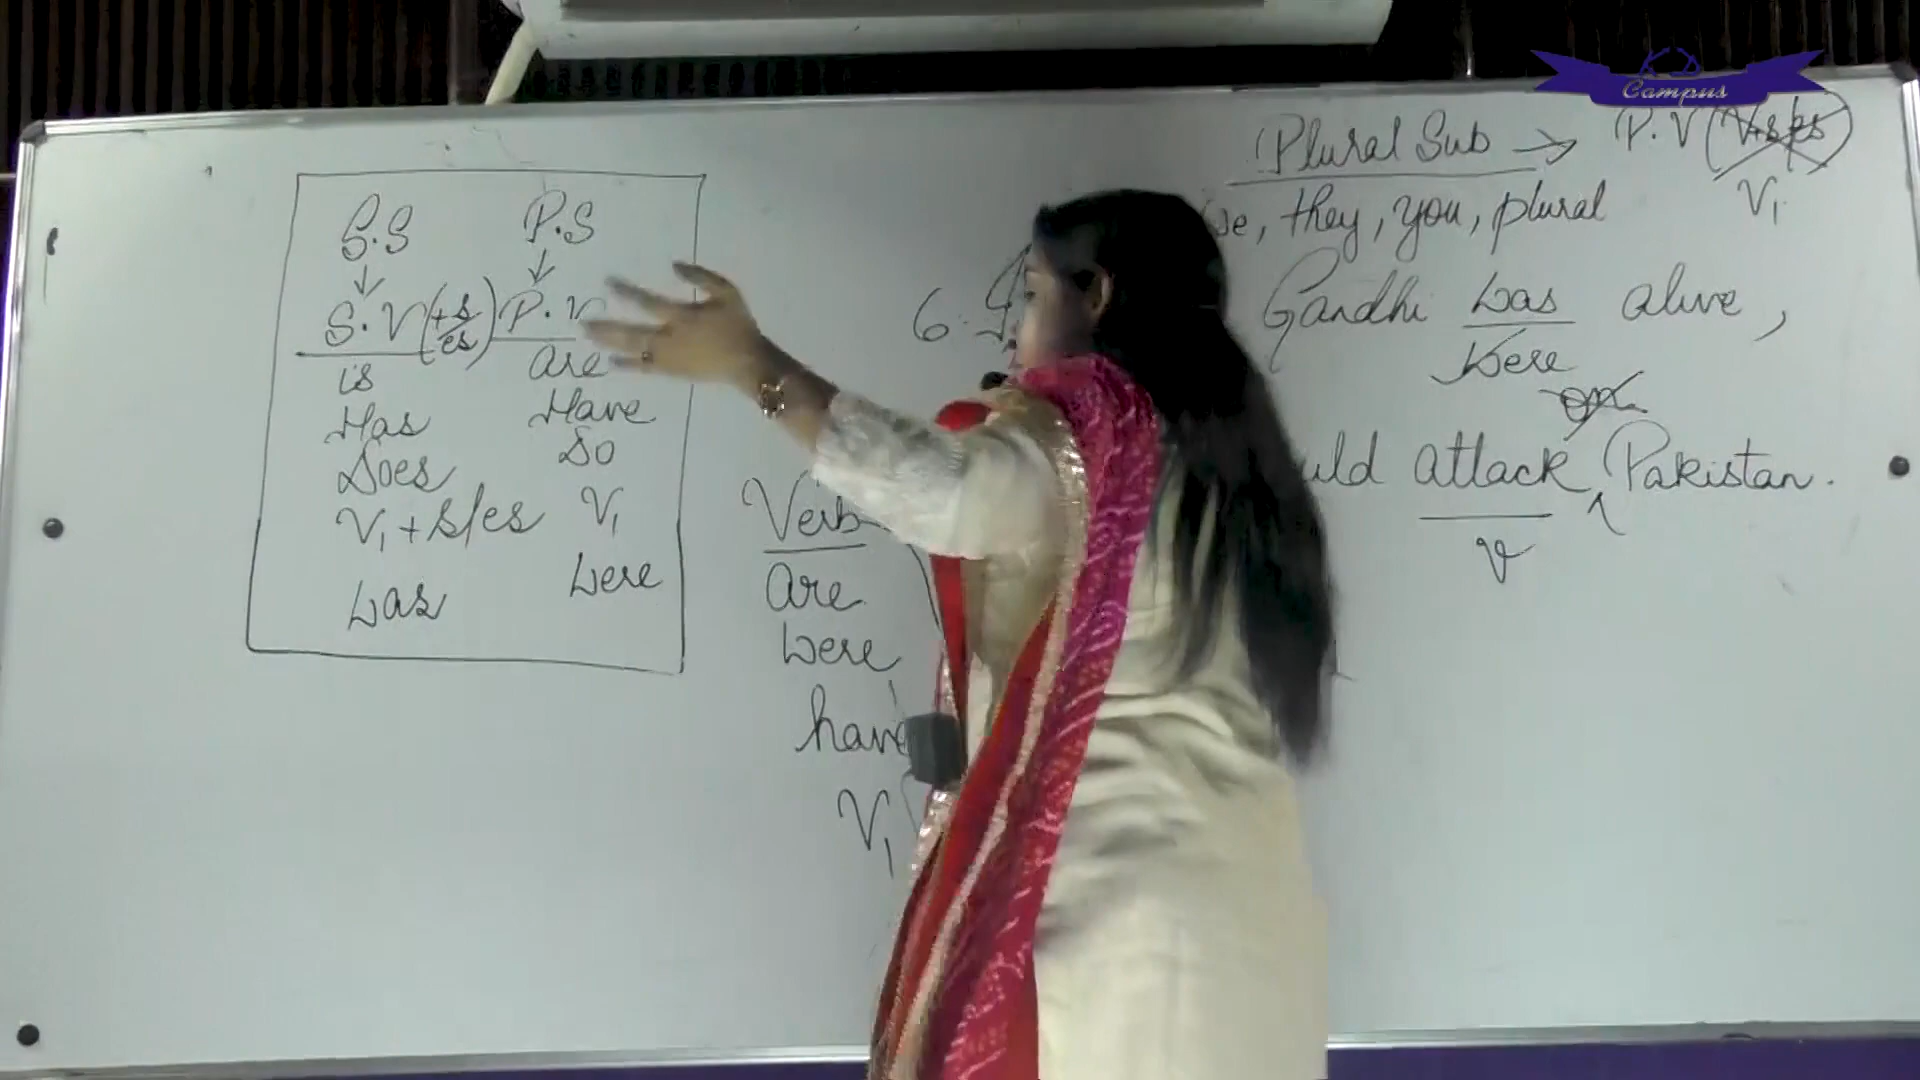 Campus
S.S P.S
↓ ↓
S.V (+s/es) P.V
is are
Has Have
Does Do
V1 + s/es V1
was were
Verb
are
were
have
V1
Plural Sub → P.V (V+s/es)
V1
we, they, you, plural
6. Gandhi was alive,
were
on
attack Pakistan.
v